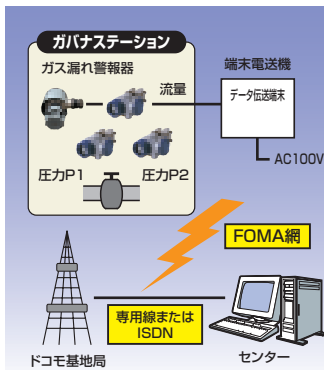 ガバナステーション
ガス漏れ警報器
端末電送機
流量
データ伝送端末
AC100V
圧力P1
圧力P2
FOMA網
専用線または
ISDN
ドコモ基地局
センター